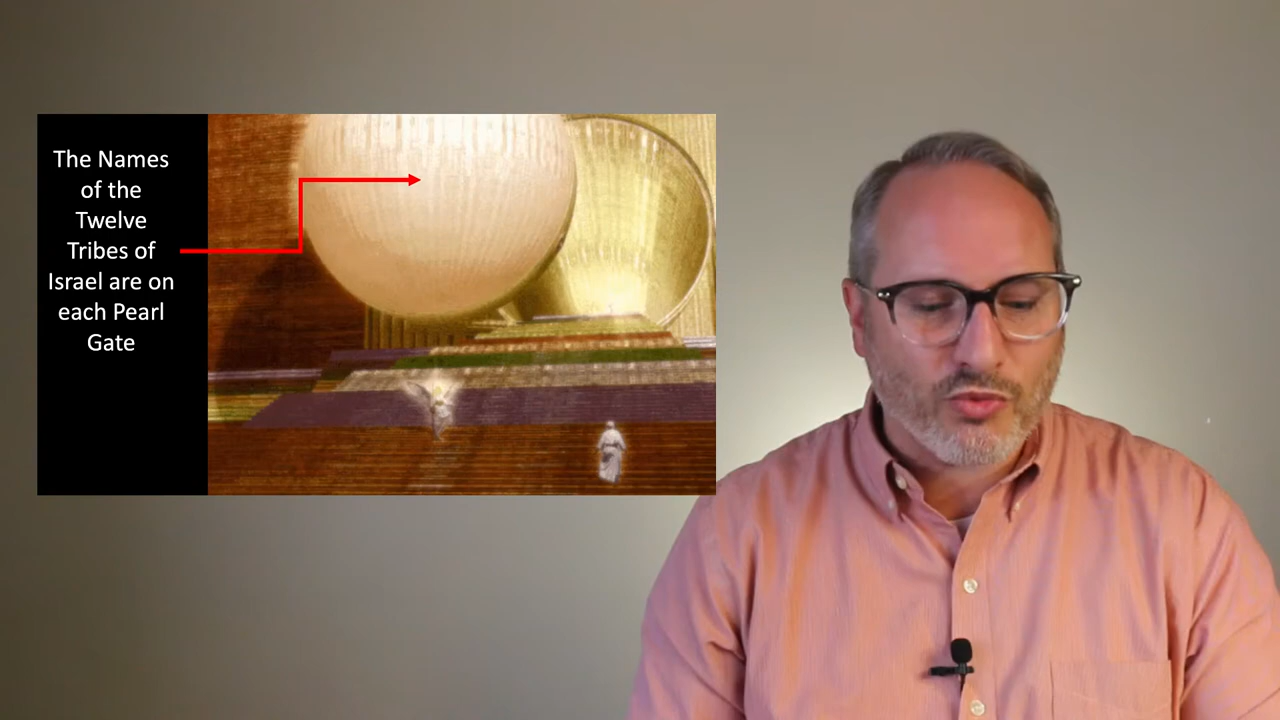 The Names
of the
Twelve
Tribes of
Israel are on
each Pearl
Gate